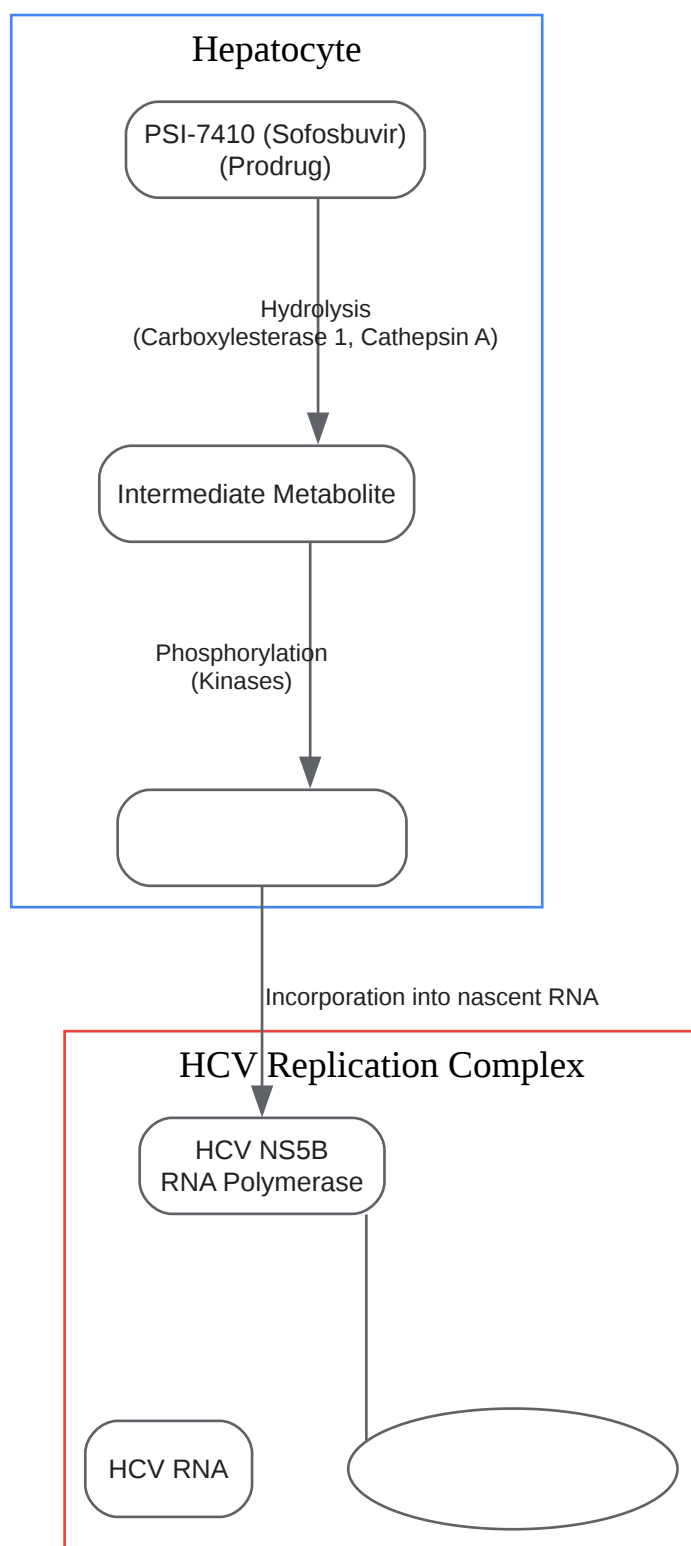 Hepatocyte
PSI-7410 (Sofosbuvir)
(Prodrug)
Hydrolysis
(Carboxylesterase 1, Cathepsin A)
Intermediate Metabolite
Phosphorylation
(Kinases)
Incorporation into nascent RNA
HCV Replication Complex
HCV NS5B
RNA Polymerase
HCV RNA